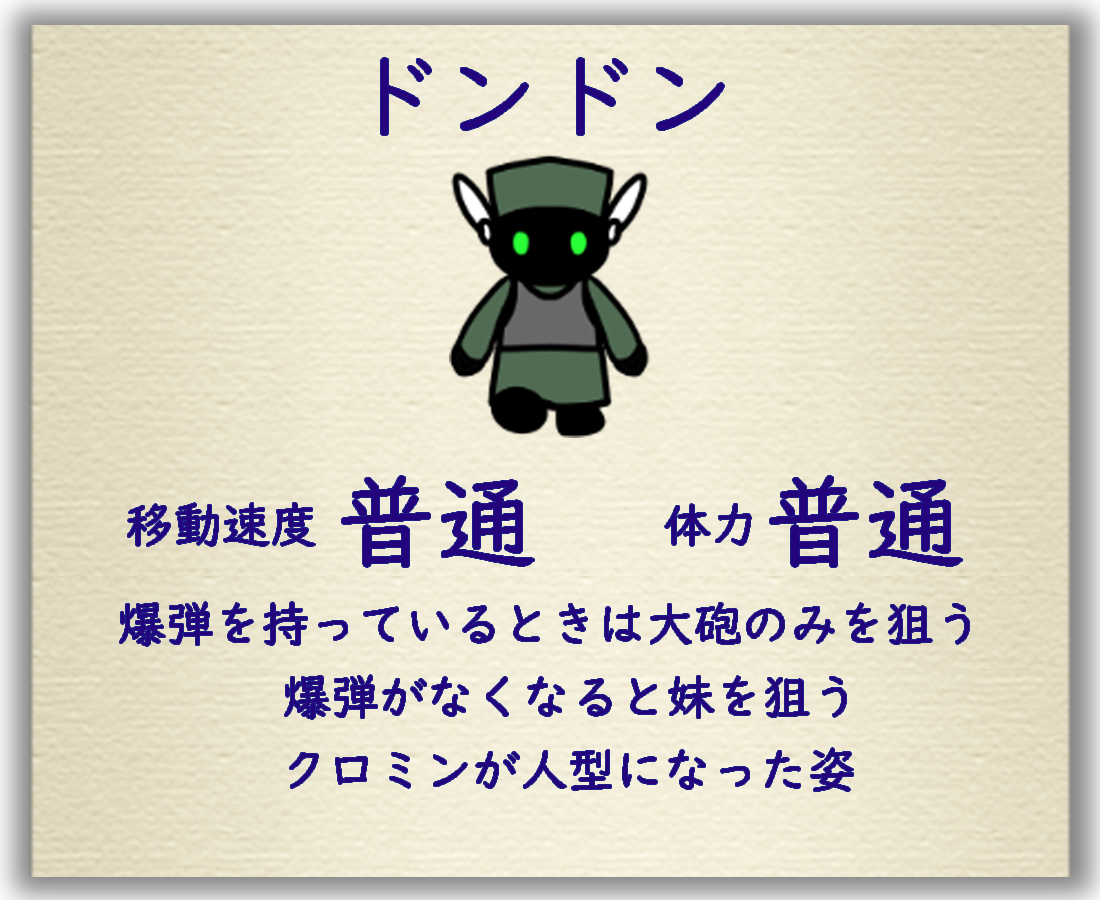 ドンドン
移動速度 普通 体力 普通
爆弾を持っているときは大砲のみを狙う
爆弾がなくなると妹を狙う
クロミンが人型になった姿